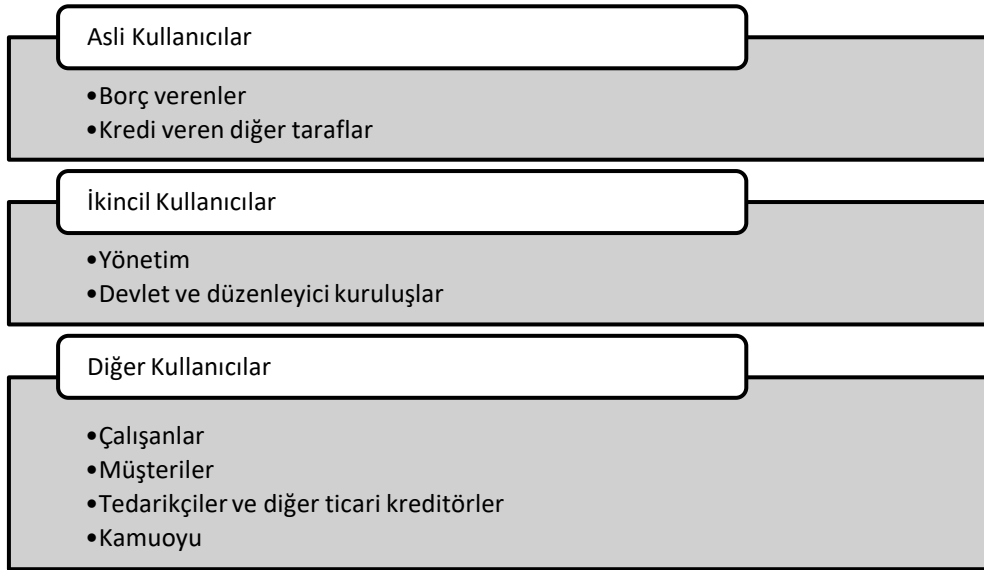 Asli Kullanıcılar
•Borç verenler
•Kredi veren diğer taraflar
İkincil Kullanıcılar
•Yönetim
•Devlet ve düzenleyici kuruluşlar
Diğer Kullanıcılar
•Çalışanlar
•Müşteriler
•Tedarikçiler ve diğer ticari kreditörler
•Kamuoyu